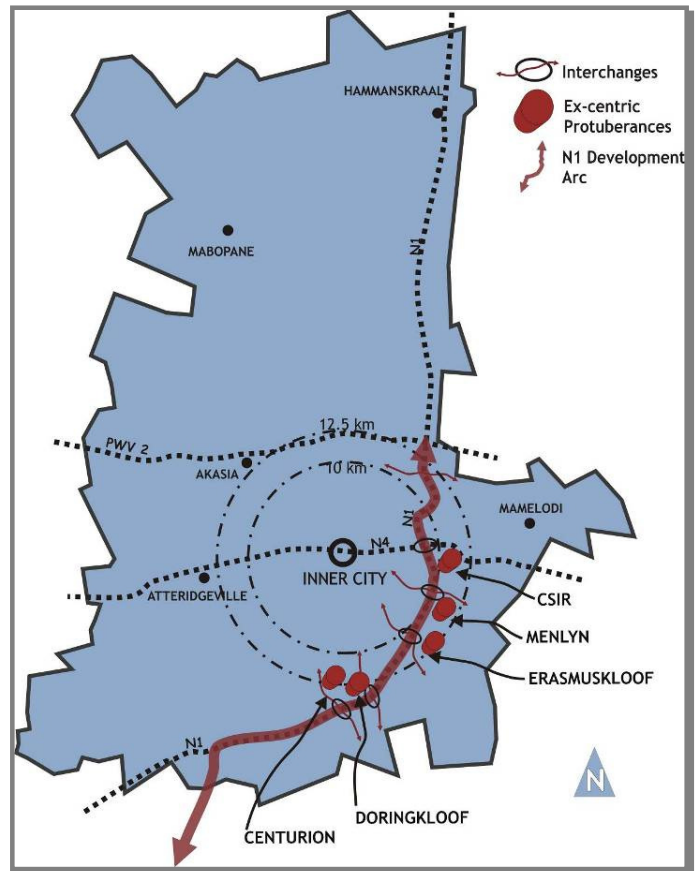 Interchanges
Ex-centric
Protuberances
N1 Development
Arc
HAMMANSKRAAL
N1
MABOPANE
12.5 km
PWV 2
10 km
AKASIA
N1
MAMELODI
N4
INNER CITY
ATTERIDGEVILLE
CSIR
MENLYN
ERASMUSKLOOF
N1
N
DORINGKLOOF
CENTURION